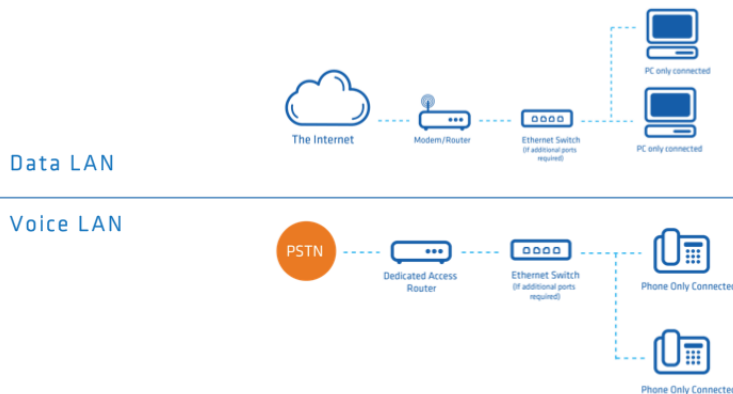 PC only connected
The Internet
Modem/Router
Ethernet Switch
(If additional ports
required)
PC only connected
Data LAN
Voice LAN
PSTN
Dedicated Access
Router
Ethernet Switch
(If additional ports
required)
Phone Only Connected
Phone Only Connected